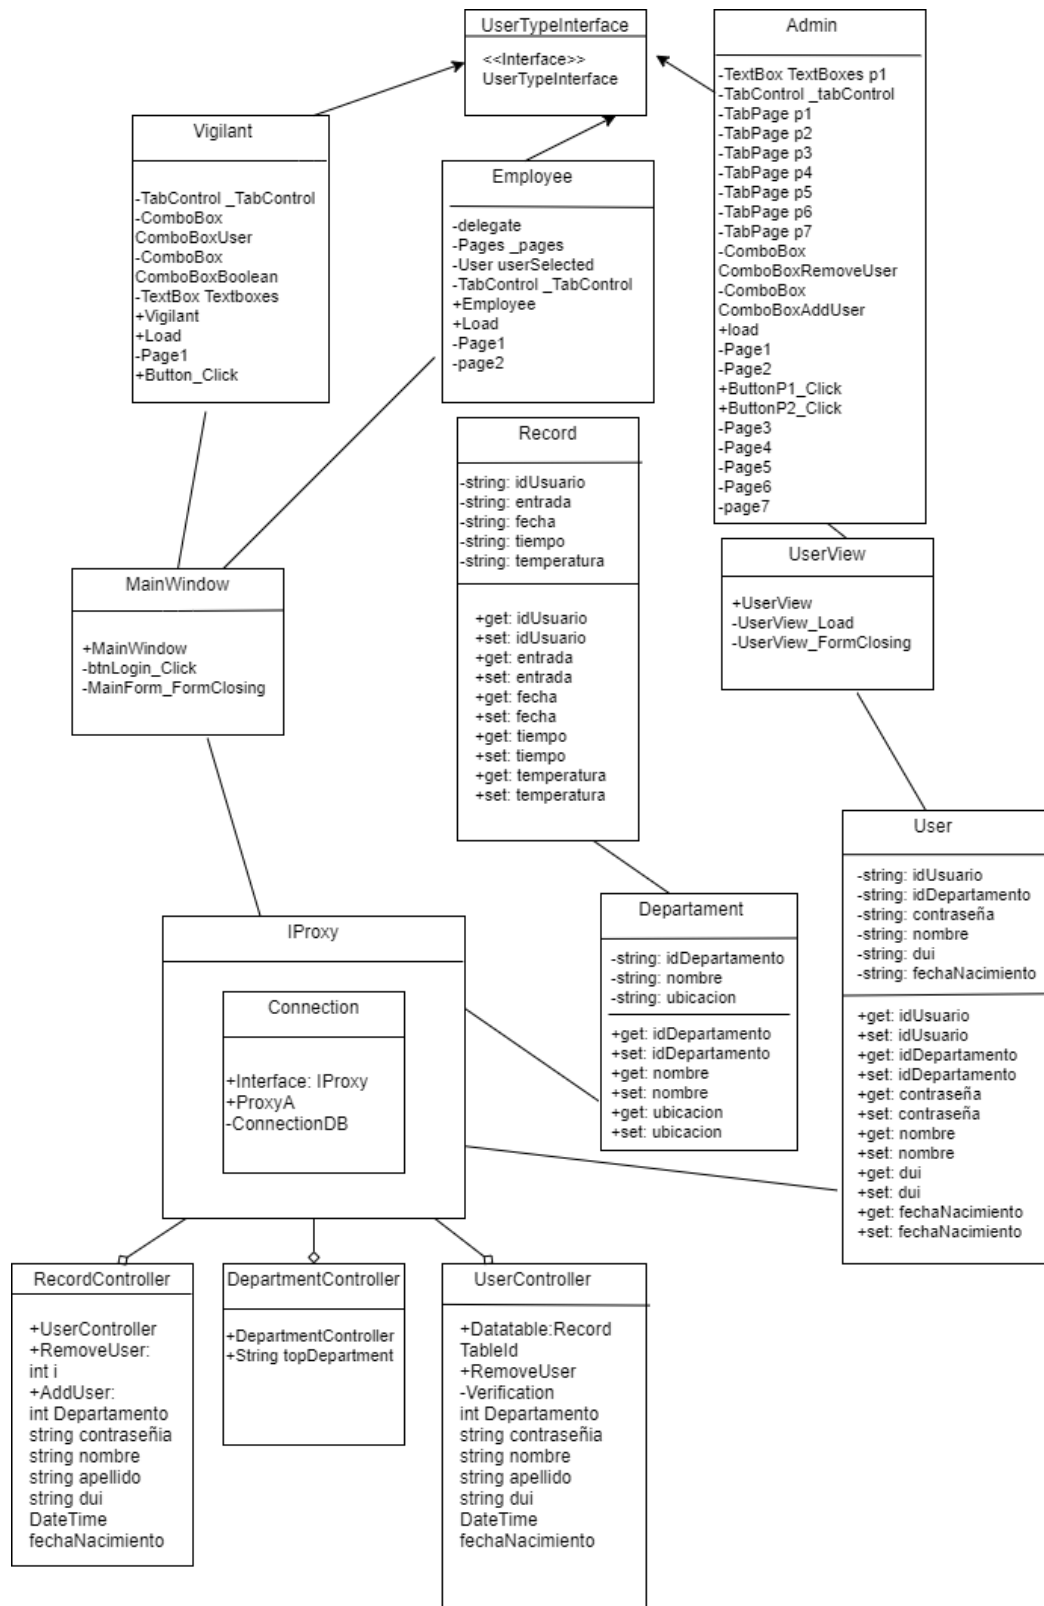 UserTypeInterface
<<Interface>>
UserTypeInterface
Admin
-TextBox TextBoxes p1
-TabControl _tabControl
-TabPage p1
-TabPage p2
-TabPage p3
-TabPage p4
-TabPage p5
-TabPage p6
-TabPage p7
-ComboBox
ComboBoxRemoveUser
-ComboBox
ComboBoxAddUser
+load
-Page1
-Page2
+ButtonP1_Click
+ButtonP2_Click
-Page3
-Page4
-Page5
-Page6
-page7
Vigilant
-TabControl _TabControl
-ComboBox
ComboBoxUser
-ComboBox
ComboBoxBoolean
-TextBox Textboxes
+Vigilant
+Load
-Page1
+Button_Click
Employee
-delegate
-Pages _pages
-User userSelected
-TabControl _TabControl
+Employee
+Load
-Page1
-page2
Record
-string: idUsuario
-string: entrada
-string: fecha
-string: tiempo
-string: temperatura
+get: idUsuario
+set: idUsuario
+get: entrada
+set: entrada
+get: fecha
+set: fecha
+get: tiempo
+set: tiempo
+get: temperatura
+set: temperatura
UserView
+UserView
-UserView_Load
-UserView_FormClosing
MainWindow
+MainWindow
-btnLogin_Click
-MainForm_FormClosing
User
-string: idUsuario
-string: idDepartamento
-string: contraseña
-string: nombre
-string: dui
-string: fechaNacimiento
+get: idUsuario
+set: idUsuario
+get: idDepartamento
+set: idDepartamento
+get: contraseña
+set: contraseña
+get: nombre
+set: nombre
+get: dui
+set: dui
+get: fechaNacimiento
+set: fechaNacimiento
Departament
-string: idDepartamento
-string: nombre
-string: ubicacion
+get: idDepartamento
+set: idDepartamento
+get: nombre
+set: nombre
+get: ubicacion
+set: ubicacion
IProxy
Connection
+Interface: IProxy
+ProxyA
-ConnectionDB
RecordController
+UserController
+RemoveUser:
int i
+AddUser:
int Departamento
string contraseñia
string nombre
string apellido
string dui
DateTime
fechaNacimiento
DepartmentController
+DepartmentController
+String topDepartment
UserController
+Datatable:Record
TableId
+RemoveUser
-Verification
int Departamento
string contraseñia
string nombre
string apellido
string dui
DateTime
fechaNacimiento